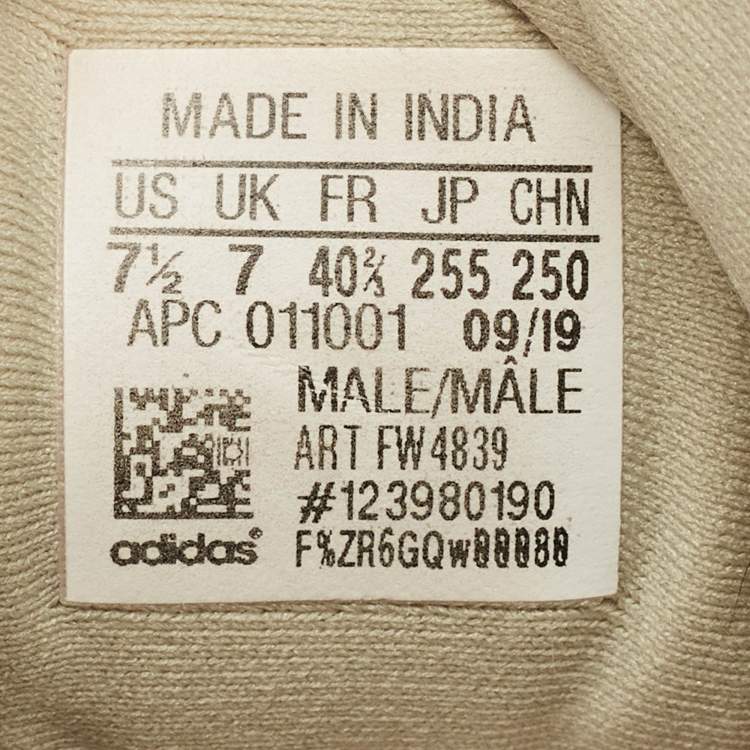 MADE IN INDIA
US UK FR JP CHN
7½ 7 40⅔ 255 250
APC 011001 09/19
MALE/MÂLE
ART FW4839
#123980190
adidas® F%ZR6GQw00080